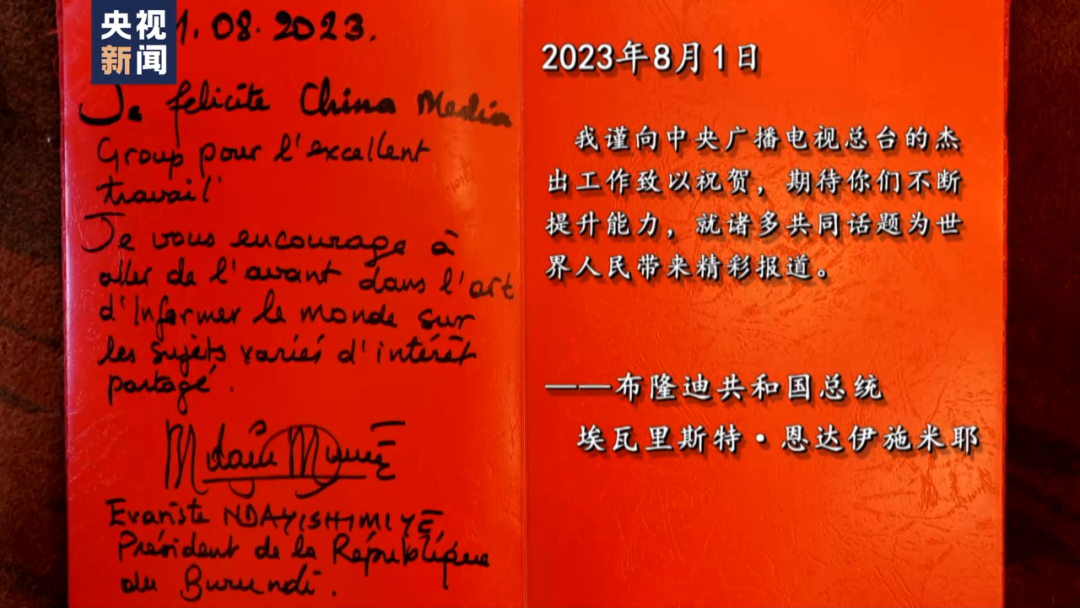 央视
新闻
1.08.2023.
Je felicite China Media
Group pour l'excellent
travail
Je vous encourage à
aller de l'avant dans l'art
d'Informer le monde sur
les sujets variés d'intérêt
partagé.
Evariste NDAYISHIMIYE,
Président de la République
du Burundi.
2023年8月1日
我谨向中央广播电视总台的杰
出工作致以祝贺，期待你们不断
提升能力，就诸多共同话题为世
界人民带来精彩报道。
——布隆迪共和国总统
埃瓦里斯特·恩达伊施米耶